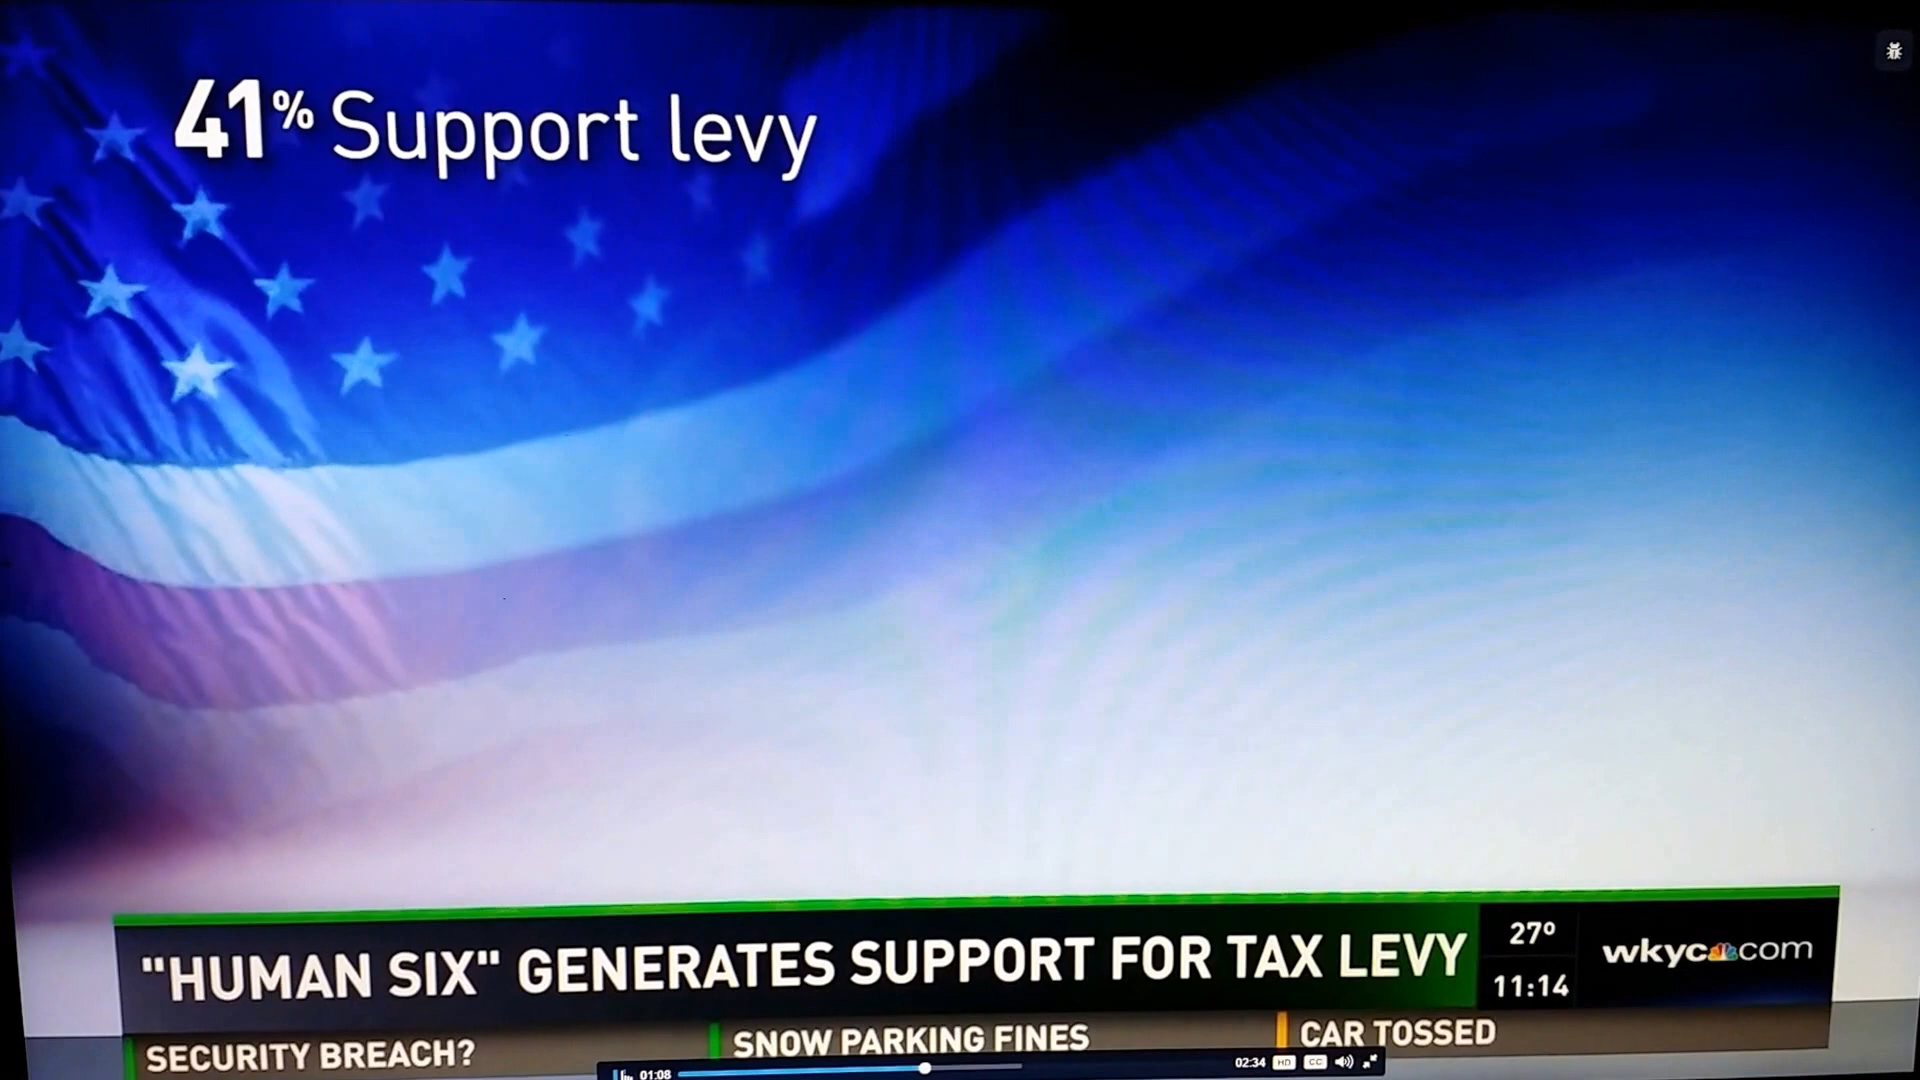 41% Support levy
"HUMAN SIX" GENERATES SUPPORT FOR TAX LEVY
27°
11:14
wkyc.com
SECURITY BREACH?
SNOW PARKING FINES
CAR TOSSED
01:08
02:34
HD
CC